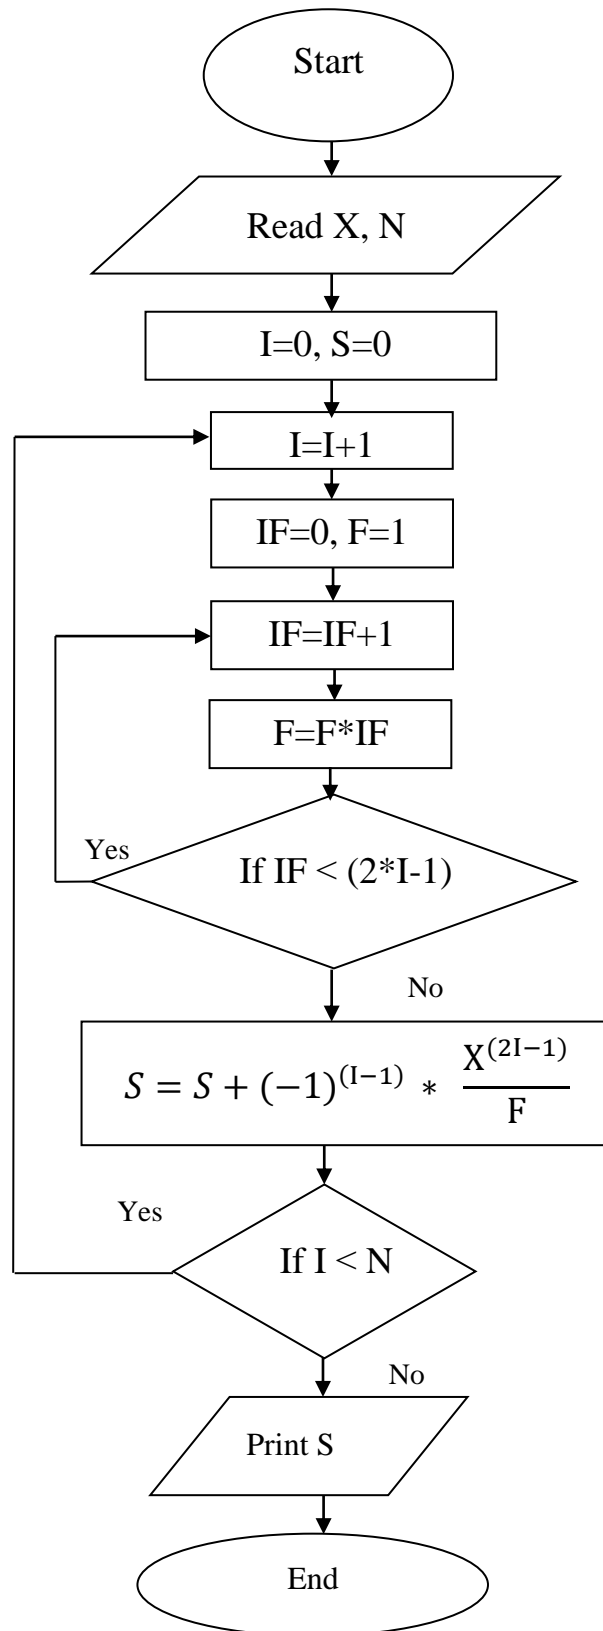 Start
Read X, N
I=0, S=0
I=I+1
IF=0, F=1
IF=IF+1
F=F*IF
Yes
If IF < (2*I-1)
No
S = S + (−1)^(I−1) * X^(2I−1) / F
Yes
If I < N
No
Print S
End